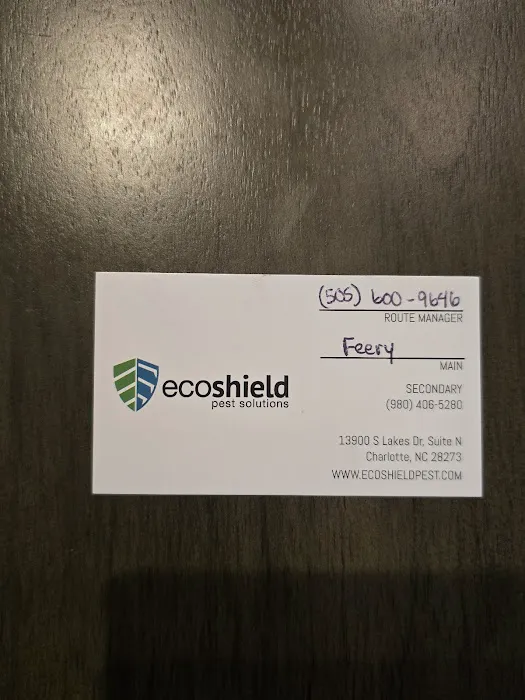 (505) 600-9646
ROUTE MANAGER
Feery
MAIN
ecoshield
pest solutions
SECONDARY
(980) 406-5280
13900 S Lakes Dr, Suite N
Charlotte, NC 28273
WWW.ECOSHIELDPEST.COM